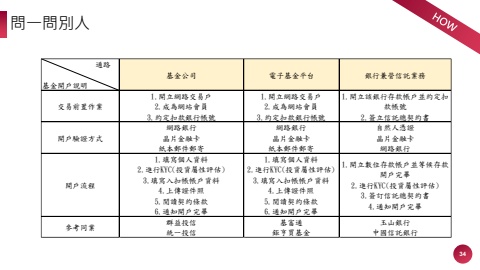 問一問別人
HOW
通路
基金開戶說明
基金公司
電子基金平台
銀行兼營信託業務
交易前置作業
1.開立網路交易戶
2.成為網站會員
3.約定扣款銀行帳號
1.開立網路交易戶
2.成為網站會員
3.約定扣款銀行帳號
1.開立該銀行存款帳戶並約定扣
款帳號
2.簽立信託總契約書
開戶驗證方式
網路銀行
晶片金融卡
紙本郵件郵寄
網路銀行
晶片金融卡
紙本郵件郵寄
自然人憑證
晶片金融卡
網路銀行
開戶流程
1.填寫個人資料
2.進行KYC(投資屬性評估)
3.填寫入扣帳帳戶資料
4.上傳證件照
5.閱讀契約條款
6.通知開戶完畢
1.填寫個人資料
2.進行KYC(投資屬性評估)
3.填寫入扣帳帳戶資料
4.上傳證件照
5.閱讀契約條款
6.通知開戶完畢
1.開立數位存款帳戶並等候存款
開戶完畢
2.進行KYC(投資屬性評估)
3.簽訂信託總契約書
4.通知開戶完畢
參考同業
群益投信
統一投信
基富通
鉅亨買基金
玉山銀行
中國信託銀行
34